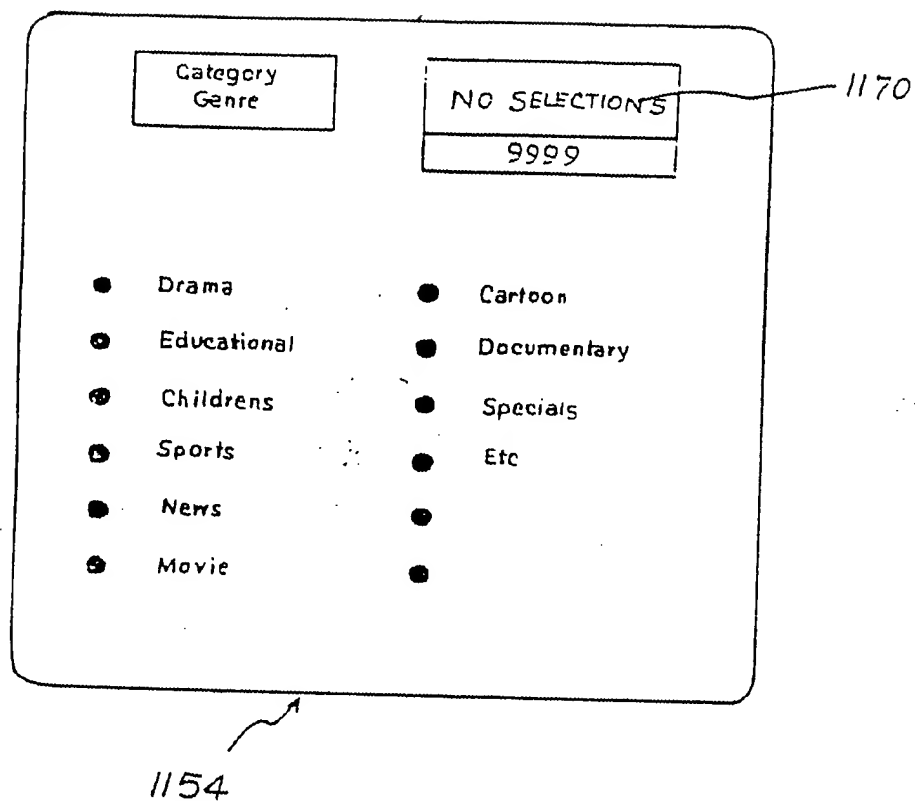 Category
Genre
NO SELECTIONS
9999
1170
Drama
Educational
Childrens
Sports
News
Movie
Cartoon
Documentary
Specials
Etc
1154